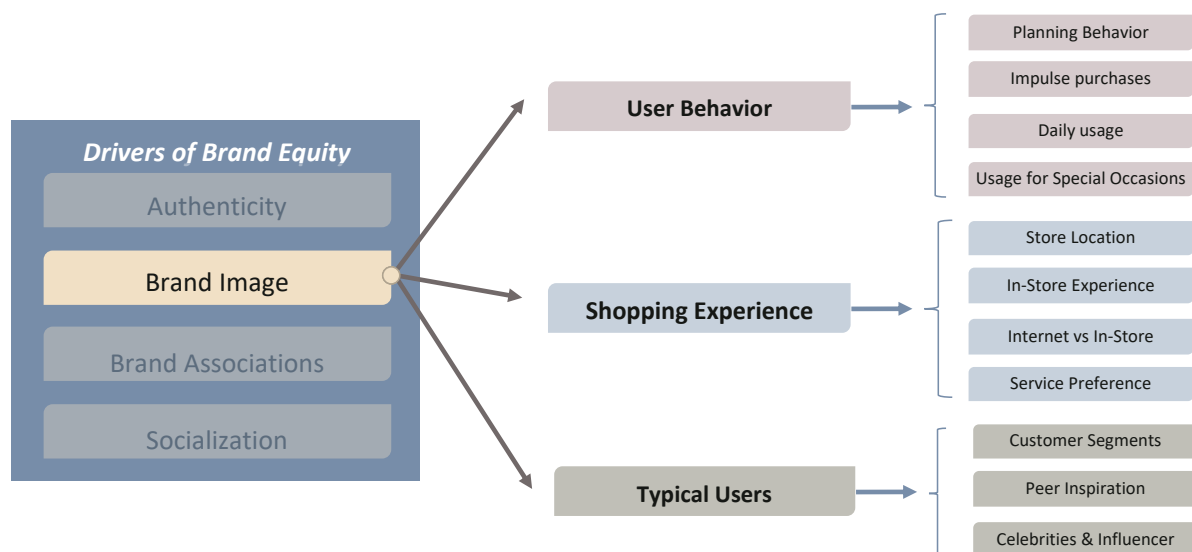 Drivers of Brand Equity
Authenticity
Brand Image
Brand Associations
Socialization
User Behavior
Planning Behavior
Impulse purchases
Daily usage
Usage for Special Occasions
Shopping Experience
Store Location
In-Store Experience
Internet vs In-Store
Service Preference
Typical Users
Customer Segments
Peer Inspiration
Celebrities & Influencer